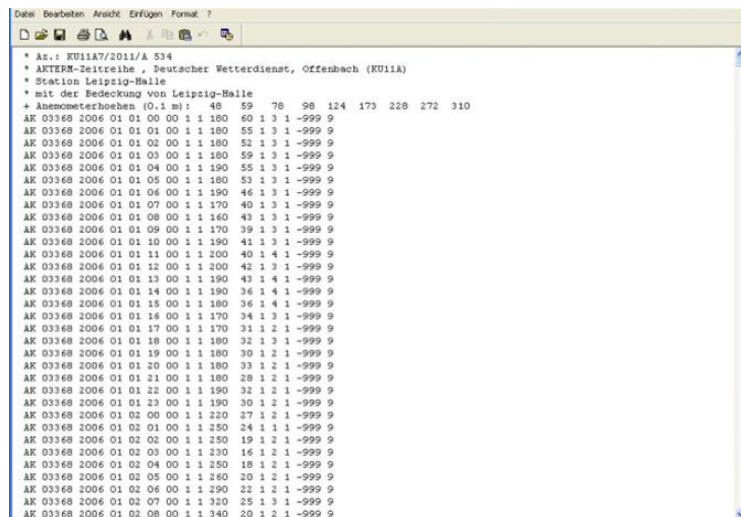 Datei Bearbeiten Ansicht Einfügen Format ?
* Az.: KU11A7/2011/A 534
* AKTERM-Zeitreihe , Deutscher Wetterdienst, Offenbach (KU11A)
* Station Leipzig-Halle
* mit der Bedeckung von Leipzig-Halle
+ Anemometerhoehen (0.1 m): 48 59 78 98 124 173 228 272 310
AK 03368 2006 01 01 00 00 1 1 180 60 1 3 1 -999 9
AK 03368 2006 01 01 01 00 1 1 180 55 1 3 1 -999 9
AK 03368 2006 01 01 02 00 1 1 180 52 1 3 1 -999 9
AK 03368 2006 01 01 03 00 1 1 180 59 1 3 1 -999 9
AK 03368 2006 01 01 04 00 1 1 190 55 1 3 1 -999 9
AK 03368 2006 01 01 05 00 1 1 180 53 1 3 1 -999 9
AK 03368 2006 01 01 06 00 1 1 190 46 1 3 1 -999 9
AK 03368 2006 01 01 07 00 1 1 170 40 1 3 1 -999 9
AK 03368 2006 01 01 08 00 1 1 160 43 1 3 1 -999 9
AK 03368 2006 01 01 09 00 1 1 170 39 1 3 1 -999 9
AK 03368 2006 01 01 10 00 1 1 190 41 1 3 1 -999 9
AK 03368 2006 01 01 11 00 1 1 200 40 1 4 1 -999 9
AK 03368 2006 01 01 12 00 1 1 200 42 1 3 1 -999 9
AK 03368 2006 01 01 13 00 1 1 190 43 1 4 1 -999 9
AK 03368 2006 01 01 14 00 1 1 190 36 1 4 1 -999 9
AK 03368 2006 01 01 15 00 1 1 180 36 1 4 1 -999 9
AK 03368 2006 01 01 16 00 1 1 170 34 1 3 1 -999 9
AK 03368 2006 01 01 17 00 1 1 170 31 1 2 1 -999 9
AK 03368 2006 01 01 18 00 1 1 180 32 1 3 1 -999 9
AK 03368 2006 01 01 19 00 1 1 180 30 1 2 1 -999 9
AK 03368 2006 01 01 20 00 1 1 180 33 1 2 1 -999 9
AK 03368 2006 01 01 21 00 1 1 180 28 1 2 1 -999 9
AK 03368 2006 01 01 22 00 1 1 190 32 1 2 1 -999 9
AK 03368 2006 01 01 23 00 1 1 190 30 1 2 1 -999 9
AK 03368 2006 01 02 00 00 1 1 220 27 1 2 1 -999 9
AK 03368 2006 01 02 01 00 1 1 250 24 1 1 1 -999 9
AK 03368 2006 01 02 02 00 1 1 250 19 1 2 1 -999 9
AK 03368 2006 01 02 03 00 1 1 230 16 1 2 1 -999 9
AK 03368 2006 01 02 04 00 1 1 250 18 1 2 1 -999 9
AK 03368 2006 01 02 05 00 1 1 260 20 1 2 1 -999 9
AK 03368 2006 01 02 06 00 1 1 290 22 1 2 1 -999 9
AK 03368 2006 01 02 07 00 1 1 320 25 1 3 1 -999 9
AK 03368 2006 01 02 08 00 1 1 340 20 1 2 1 -999 9